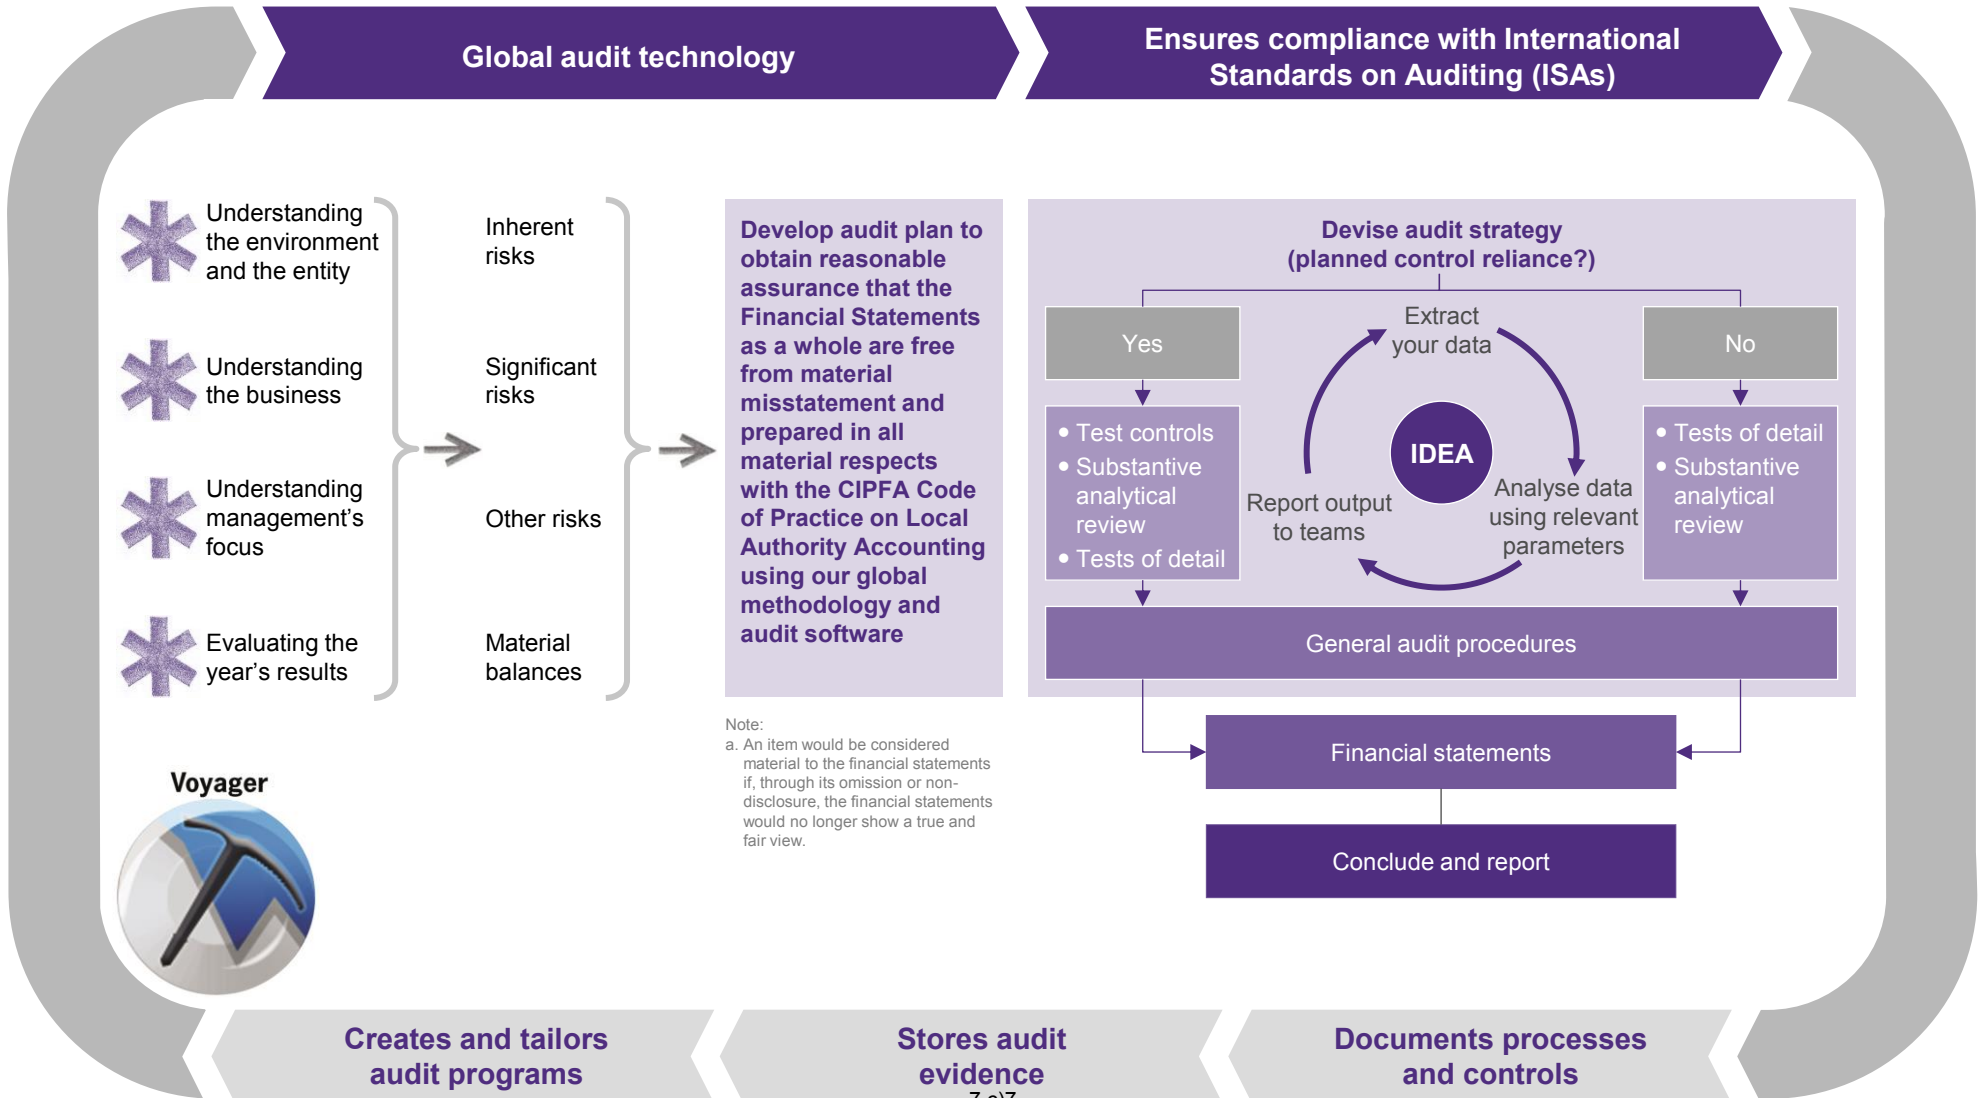 Global audit technology
Ensures compliance with International
Standards on Auditing (ISAs)
Understanding
the environment
and the entity
Understanding
the business
Understanding
management’s
focus
Evaluating the
year’s results
Inherent
risks
Significant
risks
Other risks
Material
balances
Develop audit plan to
obtain reasonable
assurance that the
Financial Statements
as a whole are free
from material
misstatement and
prepared in all
material respects
with the CIPFA Code
of Practice on Local
Authority Accounting
using our global
methodology and
audit software
Note:
a. An item would be considered
material to the financial statements
if, through its omission or non-
disclosure, the financial statements
would no longer show a true and
fair view.
Devise audit strategy
(planned control reliance?)
Yes
• Test controls
• Substantive
analytical
review
• Tests of detail
Extract
your data
IDEA
Analyse data
using relevant
parameters
Report output
to teams
No
• Tests of detail
• Substantive
analytical
review
General audit procedures
Financial statements
Conclude and report
Voyager
Creates and tailors
audit programs
Stores audit
evidence
Documents processes
and controls